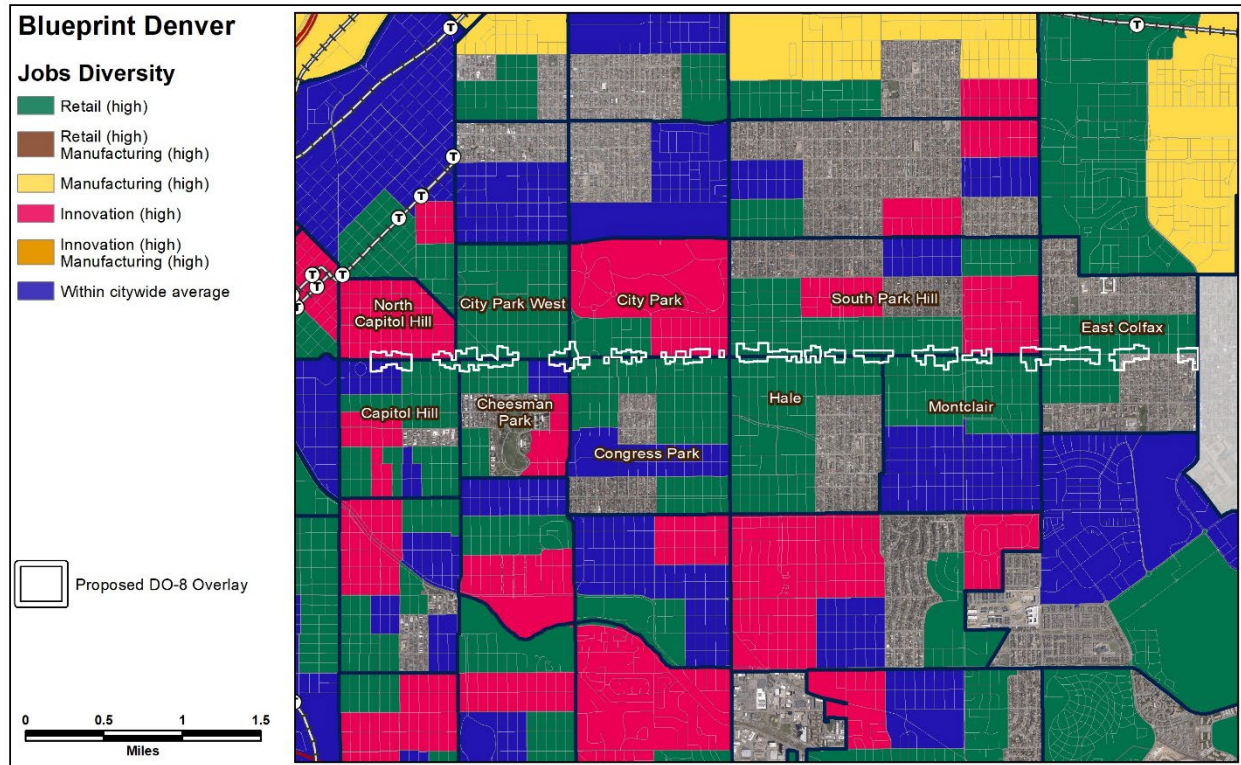 Blueprint Denver
Jobs Diversity
Retail (high)
Retail (high)
Manufacturing (high)
Manufacturing (high)
Innovation (high)
Innovation (high)
Manufacturing (high)
Within citywide average
Proposed DO-8 Overlay
0 0.5 1 1.5
Miles
T
T
T
T
T
T
T
T
T
T
North
Capitol Hill
City Park West
City Park
South Park Hill
East Colfax
Capitol Hill
Cheesman
Park
Hale
Montclair
Congress Park